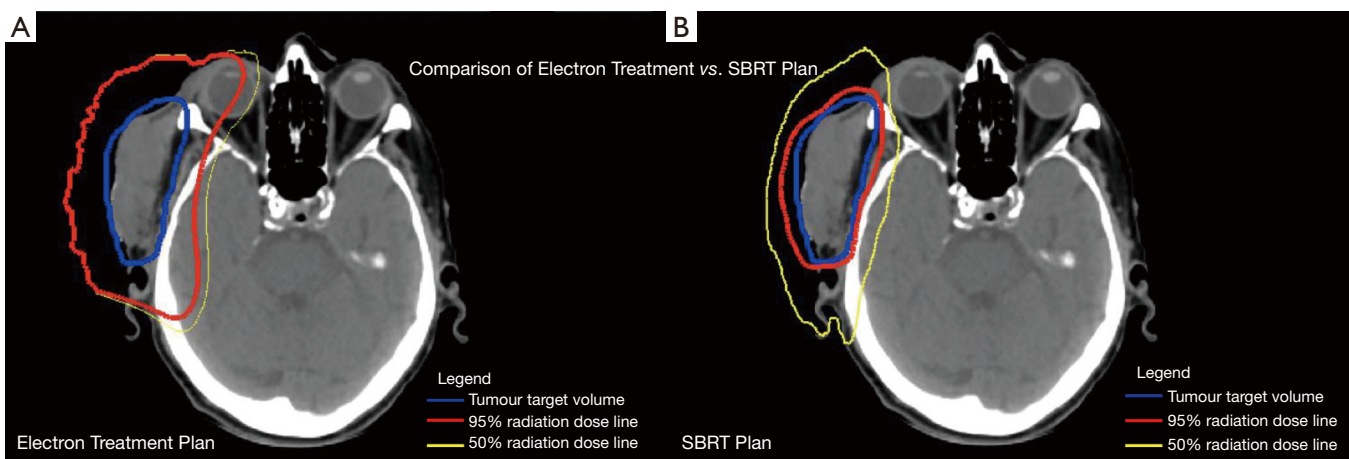 A
B
Comparison of Electron Treatment vs. SBRT Plan
Legend
Tumour target volume
95% radiation dose line
50% radiation dose line
Electron Treatment Plan
Legend
Tumour target volume
95% radiation dose line
50% radiation dose line
SBRT Plan